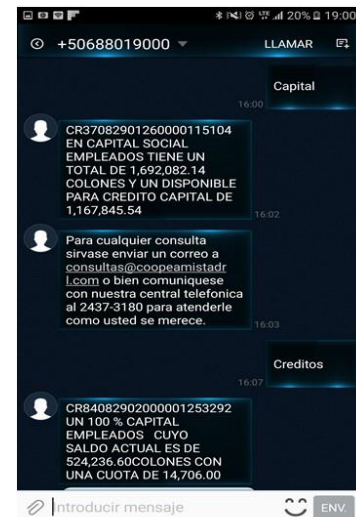 20% 19:00
+50688019000 LLAMAR
Capital
16:00
CR37082901260000115104
EN CAPITAL SOCIAL
EMPLEADOS TIENE UN
TOTAL DE 1,692,082.14
COLONES Y UN DISPONIBLE
PARA CREDITO CAPITAL DE
1,167,845.54
16:02
Para cualquier consulta
sirvase enviar un correo a
consultas@coopeamistadr
l.com o bien comuniquese
con nuestra central telefonica
al 2437-3180 para atenderle
como usted se merece.
16:03
Creditos
16:07
CR84082902000001253292
UN 100 % CAPITAL
EMPLEADOS CUYO
SALDO ACTUAL ES DE
524,236.60COLONES CON
UNA CUOTA DE 14,706.00
Introducir mensaje ENV.